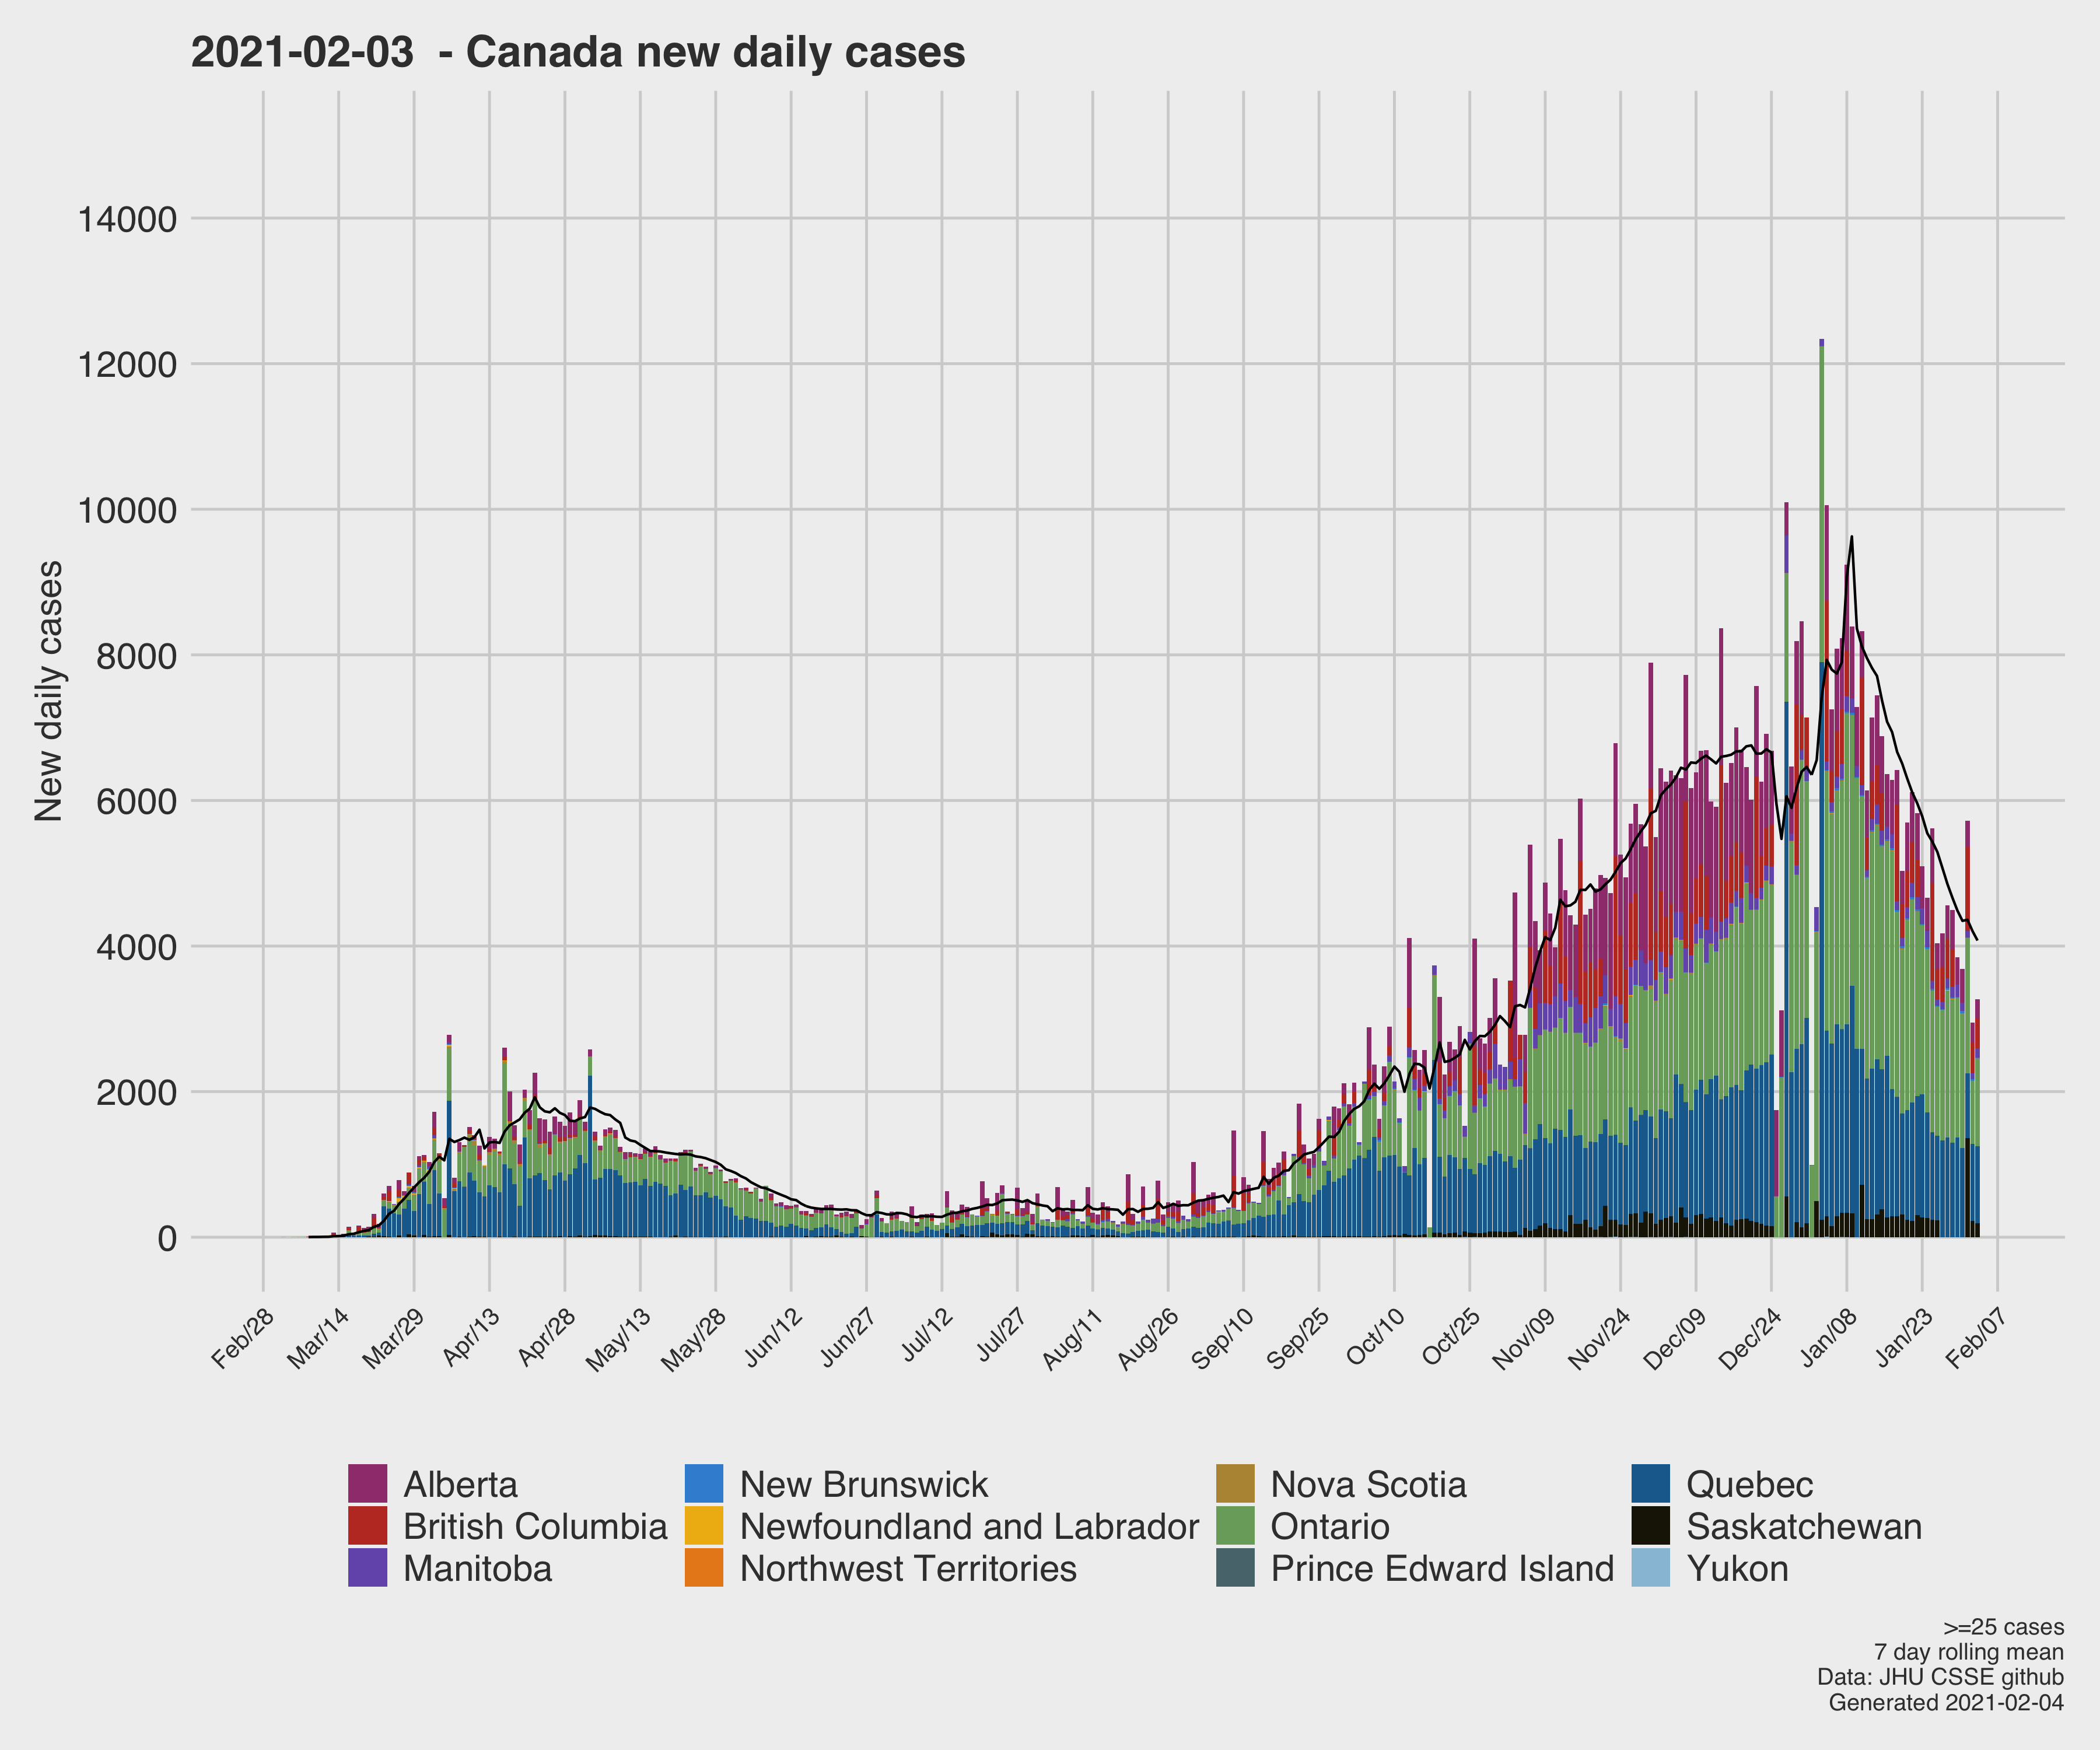 2021-02-03 - Canada new daily cases
New daily cases
14000
12000
10000
8000
6000
4000
2000
0
Feb/28 Mar/14 Mar/29 Apr/13 Apr/28 May/13 May/28 Jun/12 Jun/27 Jul/12 Jul/27 Aug/11 Aug/26 Sep/10 Sep/25 Oct/10 Oct/25 Nov/09 Nov/24 Dec/09 Dec/24 Jan/08 Jan/23 Feb/07
Alberta New Brunswick Nova Scotia Quebec
British Columbia Newfoundland and Labrador Ontario Saskatchewan
Manitoba Northwest Territories Prince Edward Island Yukon
>=25 cases
7 day rolling mean
Data: JHU CSSE github
Generated 2021-02-04